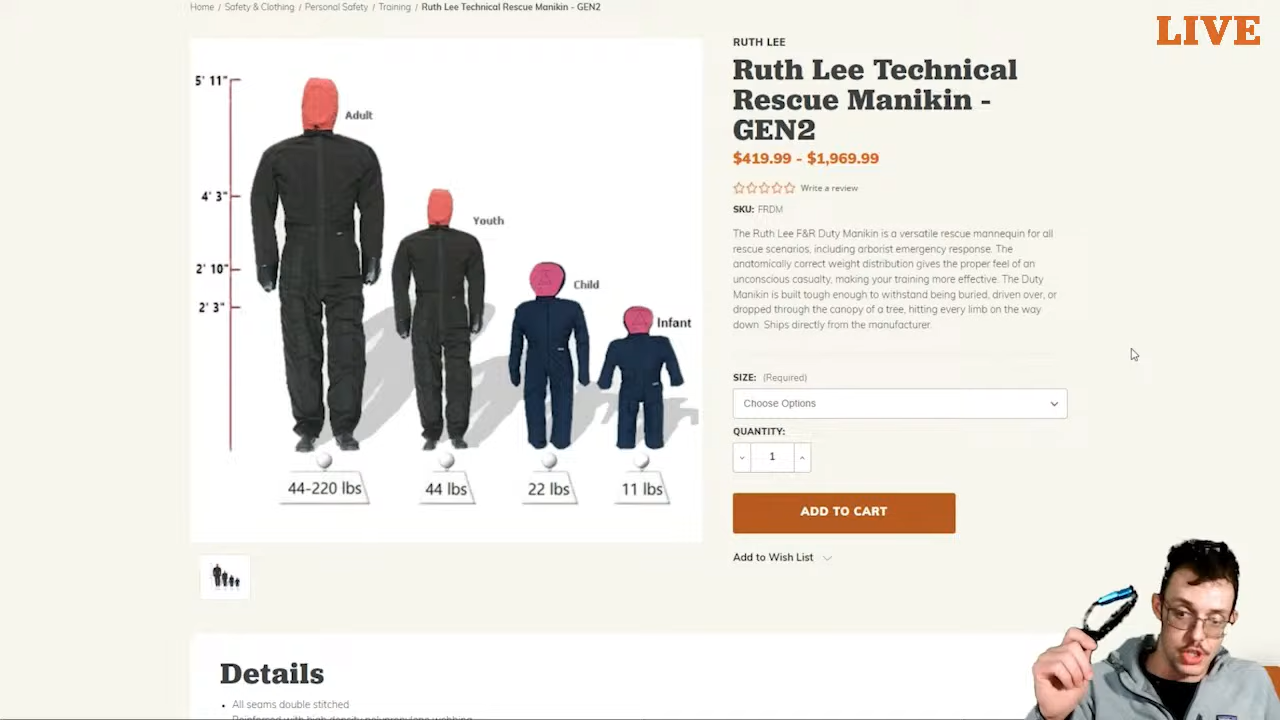 Home / Safety & Clothing / Personal Safety / Training / Ruth Lee Technical Rescue Manikin - GEN2
LIVE
5' 11"
4' 3"
2' 10"
2' 3"
Adult
Youth
Child
Infant
44-220 lbs
44 lbs
22 lbs
11 lbs
RUTH LEE
Ruth Lee Technical
Rescue Manikin -
GEN2
$419.99 - $1,969.99
Write a review
SKU: FRDM
The Ruth Lee F&R Duty Manikin is a versatile rescue mannequin for all
rescue scenarios, including arborist emergency response. The
anatomically correct weight distribution gives the proper feel of an
unconscious casualty, making your training more effective. The Duty
Manikin is built tough enough to withstand being buried, driven over, or
dropped through the canopy of a tree, hitting every limb on the way
down. Ships directly from the manufacturer.
SIZE: (Required)
Choose Options
QUANTITY:
1
ADD TO CART
Add to Wish List
Details
All seams double stitched
Reinforced with high density polypropylene webbing